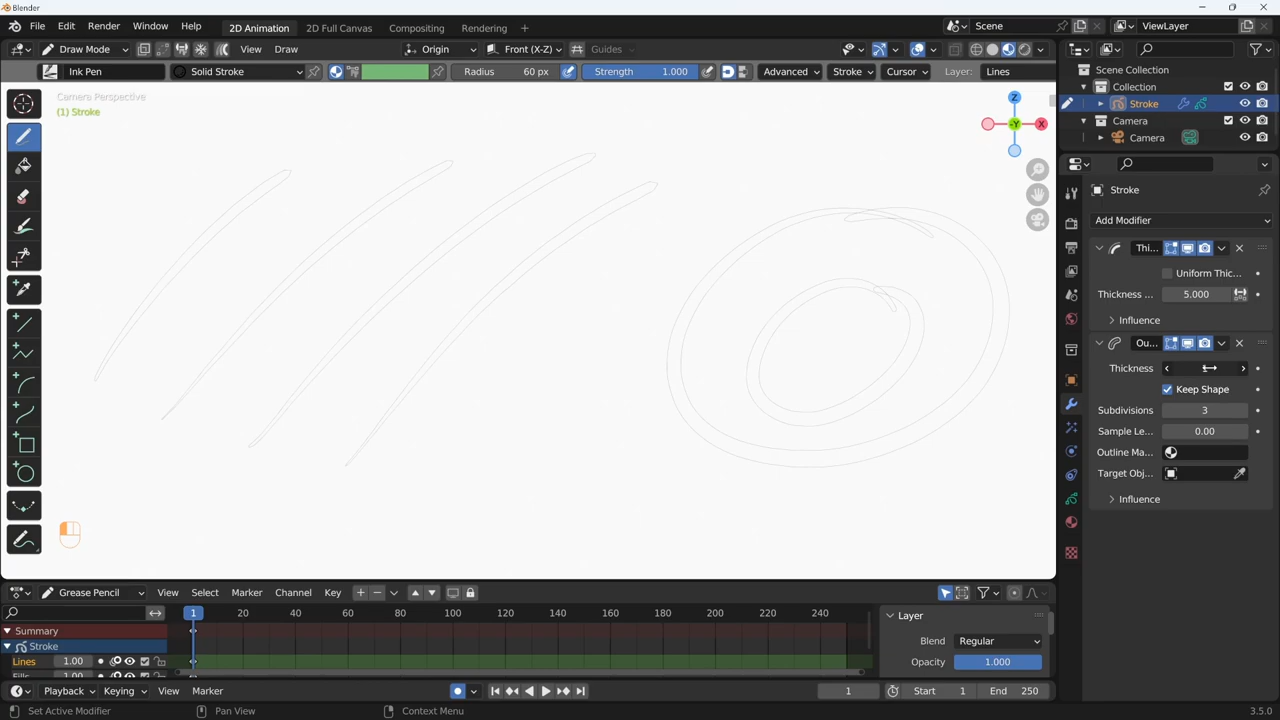 Blender
File Edit Render Window Help 2D Animation 2D Full Canvas Compositing Rendering Scene ViewLayer
Draw Mode View Draw Origin Front (X-Z) Guides
Ink Pen Solid Stroke Radius 60 px Strength 1.000 Advanced Stroke Cursor Layer: Lines
Camera Perspective
(1) Stroke
Z
-Y
X
Scene Collection
Collection
Stroke
Camera
Camera
Stroke
Add Modifier
Thi...
Uniform Thic...
Thickness ... 5.000
Influence
Ou...
Thickness
Keep Shape
Subdivisions 3
Sample Le... 0.00
Outline Ma...
Target Obj...
Influence
Grease Pencil View Select Marker Channel Key
1 20 40 60 80 100 120 140 160 180 200 220 240
Summary
Stroke
Lines 1.00
Fills 1.00
Layer
Blend Regular
Opacity 1.000
Playback Keying View Marker 1 Start 1 End 250
Set Active Modifier Pan View Context Menu 3.5.0